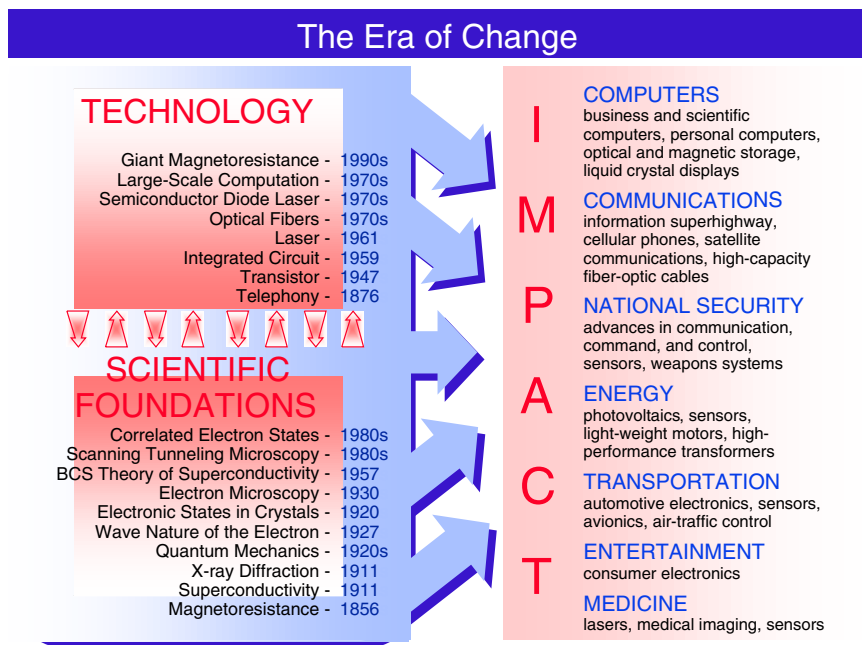 The Era of Change
TECHNOLOGY
Giant Magnetoresistance - 1990s
Large-Scale Computation - 1970s
Semiconductor Diode Laser - 1970s
Optical Fibers - 1970s
Laser - 1961
Integrated Circuit - 1959
Transistor - 1947
Telephony - 1876
SCIENTIFIC
FOUNDATIONS
Correlated Electron States - 1980s
Scanning Tunneling Microscopy - 1980s
BCS Theory of Superconductivity - 1957
Electron Microscopy - 1930
Electronic States in Crystals - 1920
Wave Nature of the Electron - 1927
Quantum Mechanics - 1920s
X-ray Diffraction - 1911
Superconductivity - 1911
Magnetoresistance - 1856
I
M
P
A
C
T
COMPUTERS
business and scientific
computers, personal computers,
optical and magnetic storage,
liquid crystal displays
COMMUNICATIONS
information superhighway,
cellular phones, satellite
communications, high-capacity
fiber-optic cables
NATIONAL SECURITY
advances in communication,
command, and control,
sensors, weapons systems
ENERGY
photovoltaics, sensors,
light-weight motors, high-
performance transformers
TRANSPORTATION
automotive electronics, sensors,
avionics, air-traffic control
ENTERTAINMENT
consumer electronics
MEDICINE
lasers, medical imaging, sensors